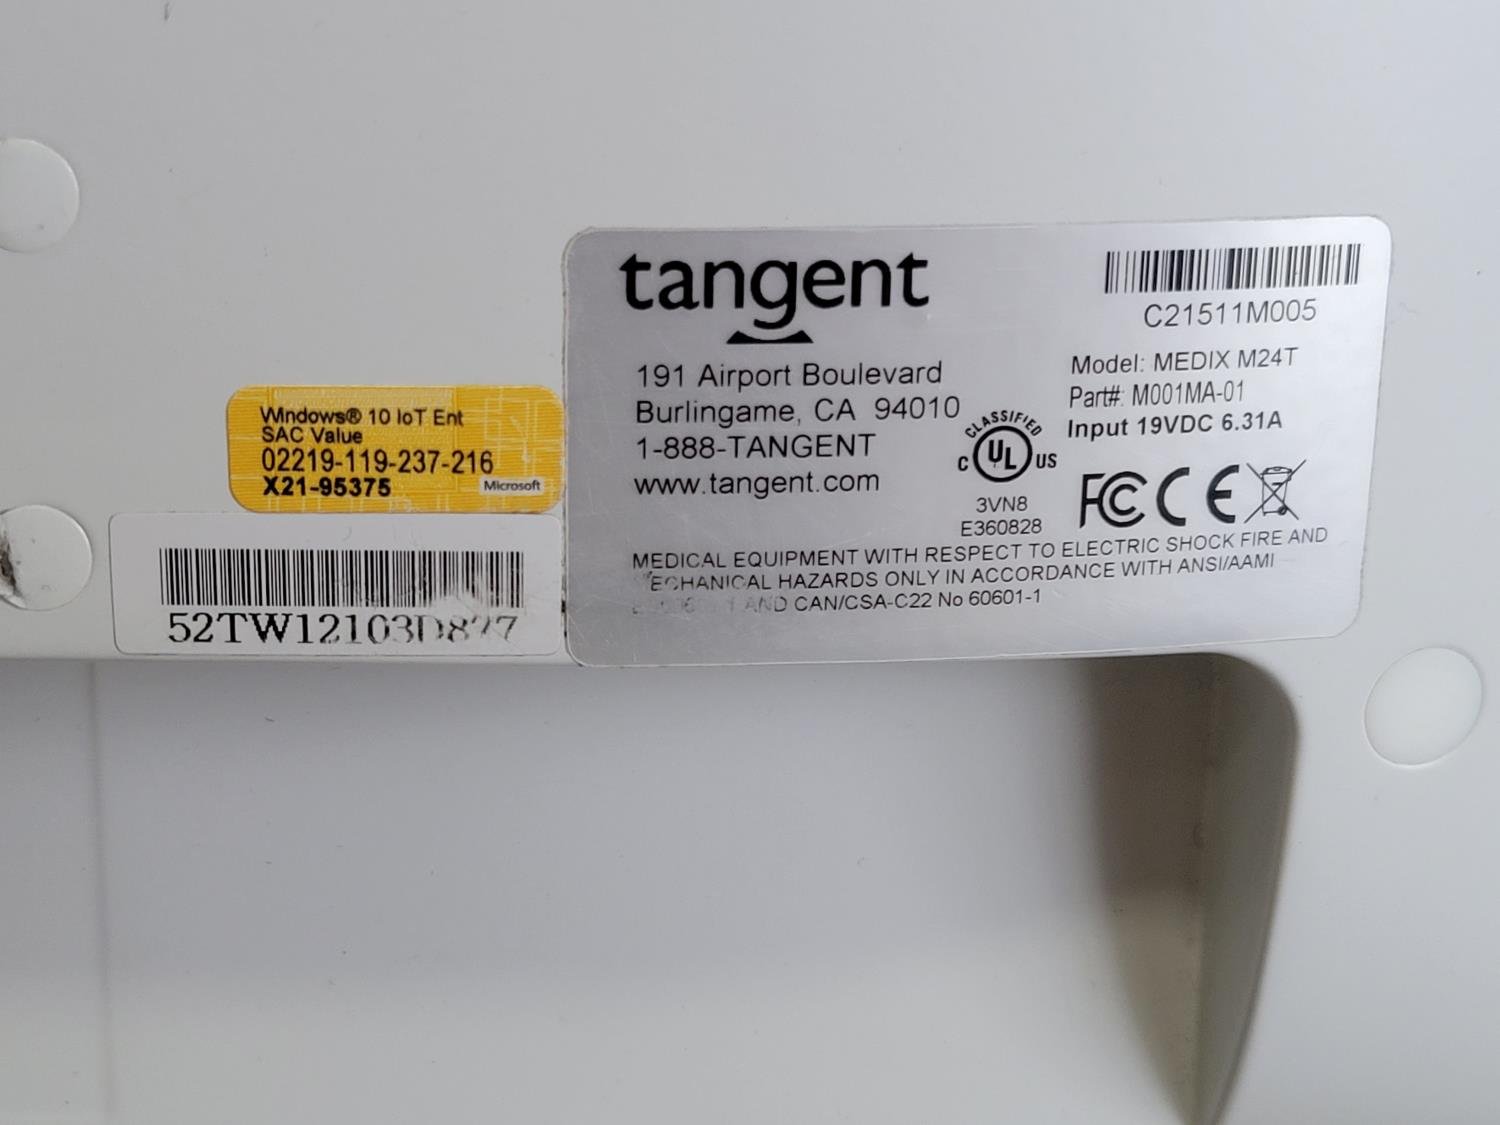 tangent
191 Airport Boulevard
Burlingame, CA 94010
1-888-TANGENT
www.tangent.com
C21511M005
Model: MEDIX M24T
Part#: M001MA-01
Input 19VDC 6.31A
CLASSIFIED
C UL US
3VN8
E360828
FC CE
MEDICAL EQUIPMENT WITH RESPECT TO ELECTRIC SHOCK FIRE AND
MECHANICAL HAZARDS ONLY IN ACCORDANCE WITH ANSI/AAMI
AND CAN/CSA-C22 No 60601-1
Windows® 10 IoT Ent
SAC Value
02219-119-237-216
X21-95375
Microsoft
52TW12103D877